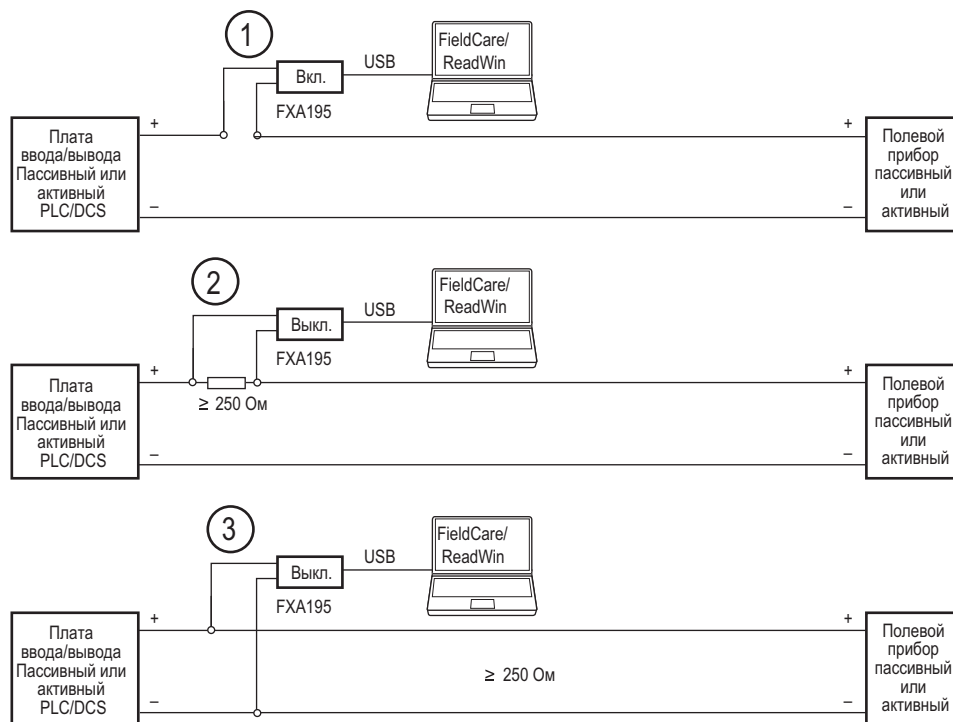 1
FieldCare/
ReadWin
USB
Вкл.
FXA195
+
+
Плата
ввода/вывода
Пассивный или
активный
PLC/DCS
Полевой
прибор
пассивный
или
активный
–
–
2
FieldCare/
ReadWin
USB
Выкл.
FXA195
+
+
≥ 250 Ом
Плата
ввода/вывода
Пассивный или
активный
PLC/DCS
Полевой
прибор
пассивный
или
активный
–
–
3
FieldCare/
ReadWin
USB
Выкл.
FXA195
+
+
Плата
ввода/вывода
Пассивный или
активный
PLC/DCS
≥ 250 Ом
Полевой
прибор
пассивный
или
активный
–
–